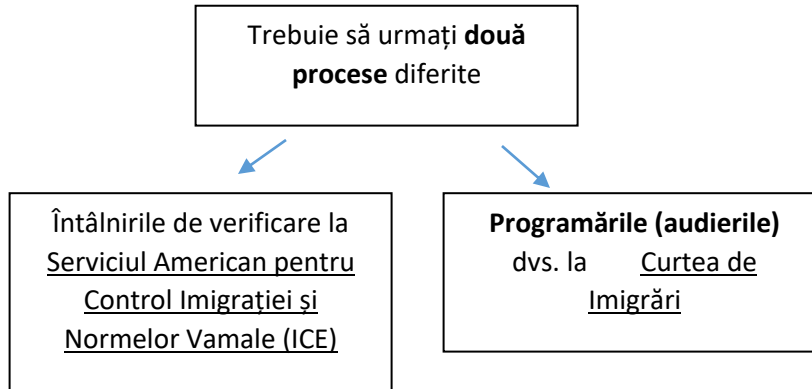 Trebuie să urmați două
procese diferite
Întâlnirile de verificare la
Serviciul American pentru
Control Imigrației și
Normelor Vamale (ICE)
Programările (audierile)
dvs. la Curtea de
Imigrări